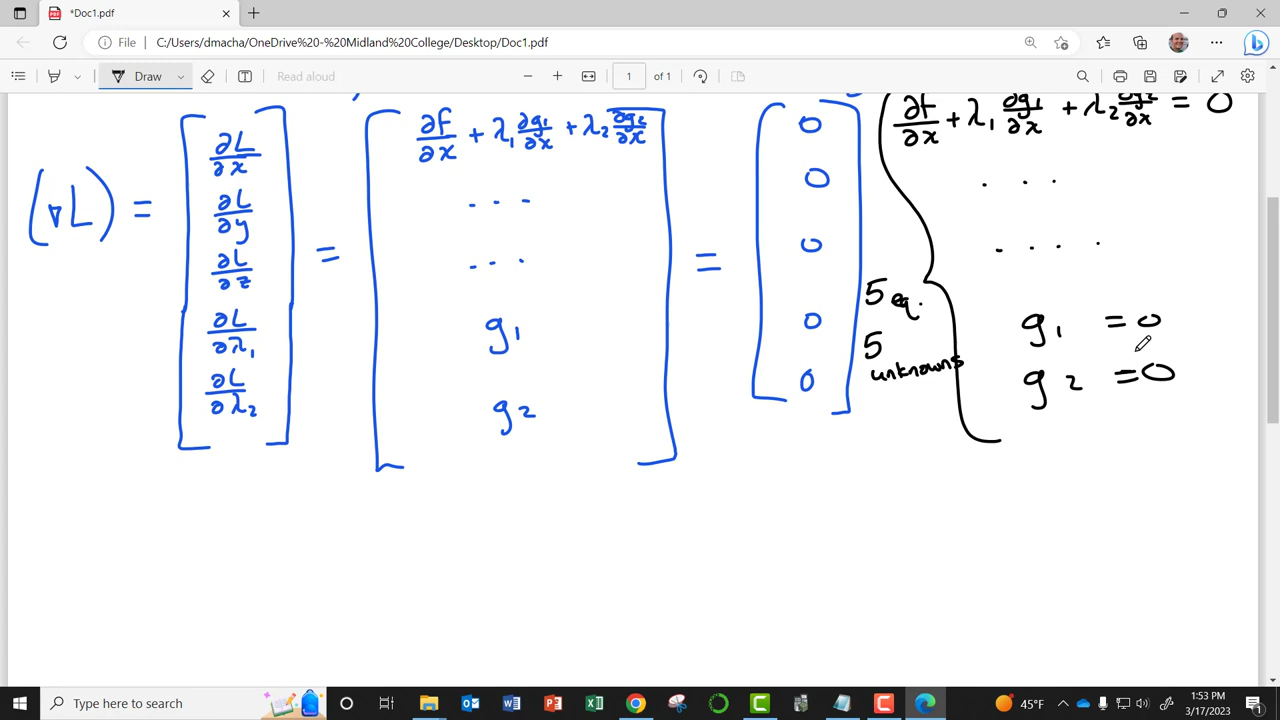 *Doc1.pdf
File C:/Users/dmacha/OneDrive%20-%20Midland%20College/Desktop/Doc1.pdf
Draw Read aloud 1 of 1
(∇L) = [∂L/∂x ∂L/∂y ∂L/∂z ∂L/∂λ₁ ∂L/∂λ₂]
= [∂f/∂x + λ₁ ∂g₁/∂x + λ₂ ∂g₂/∂x ... ... g₁ g₂]
= [0 0 0 0 0]
∂f/∂x + λ₁ ∂g₁/∂x + λ₂ ∂g₂/∂x = 0
. . .
. . . .
g₁ = 0
g₂ = 0
5 eq.
5
unknowns
Type here to search
45°F
1:53 PM
3/17/2023
1